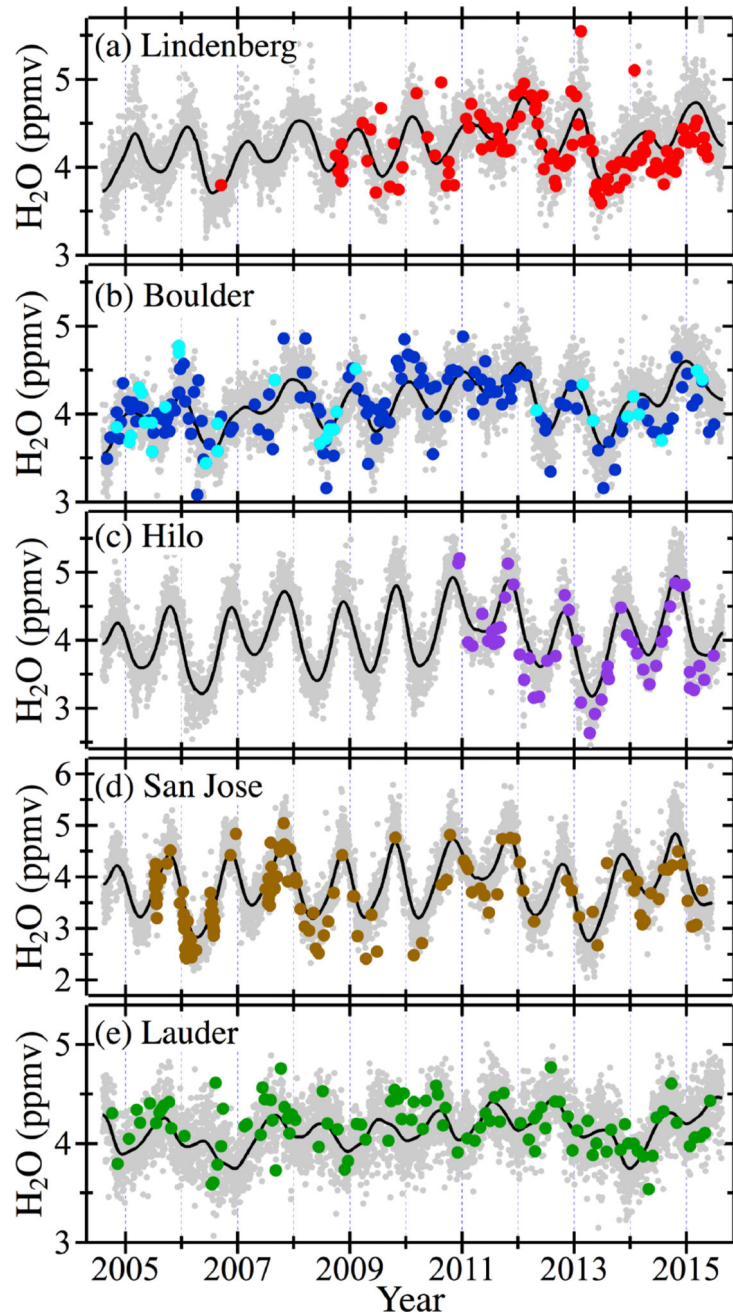 (a) Lindenberg
5
4
3
H₂O (ppmv)
(b) Boulder
5
4
3
H₂O (ppmv)
(c) Hilo
5
4
3
H₂O (ppmv)
(d) San Jose
6
5
4
3
2
H₂O (ppmv)
(e) Lauder
5
4
3
H₂O (ppmv)
2005 2007 2009 2011 2013 2015
Year